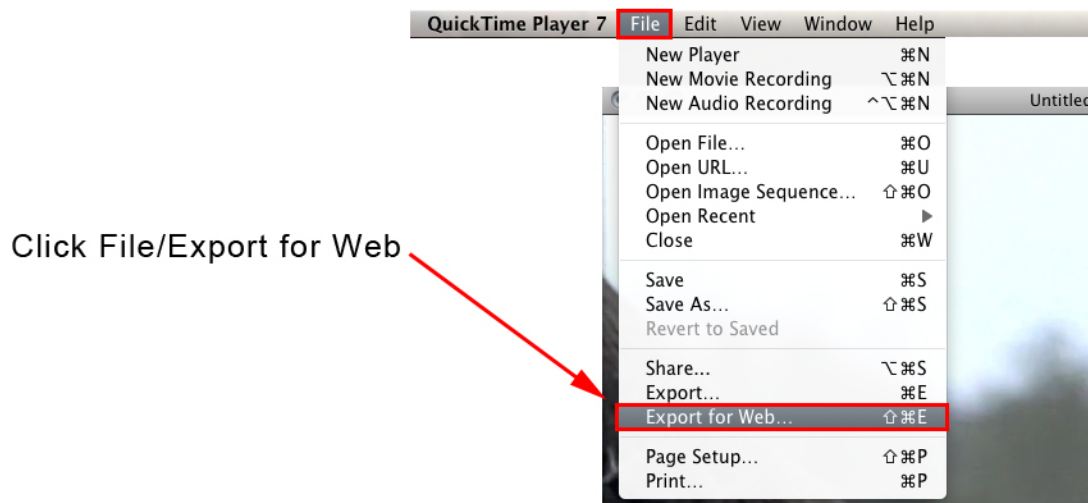 QuickTime Player 7 File Edit View Window Help
New Player ⌘N
New Movie Recording ⌥⌘N
New Audio Recording ^⌥⌘N
Untitled
Open File... ⌘O
Open URL... ⌘U
Open Image Sequence... ⇧⌘O
Open Recent ▶
Close ⌘W
Click File/Export for Web
Save ⌘S
Save As... ⇧⌘S
Revert to Saved
Share... ⌥⌘S
Export... ⌘E
Export for Web... ⇧⌘E
Page Setup... ⇧⌘P
Print... ⌘P